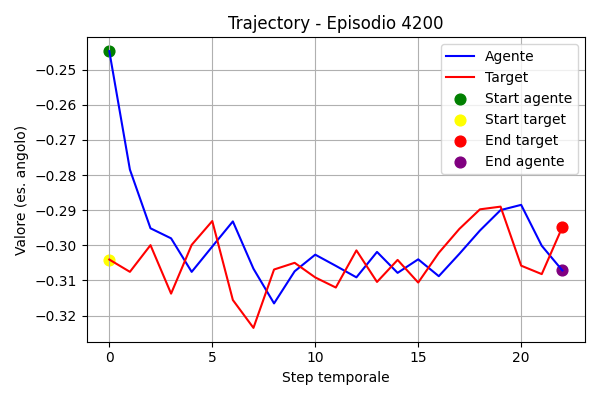 Trajectory - Episodio 4200
Valore (es. angolo)
−0.25
−0.26
−0.27
−0.28
−0.29
−0.30
−0.31
−0.32
Agente
Target
Start agente
Start target
End target
End agente
0
5
10
15
20
Step temporale